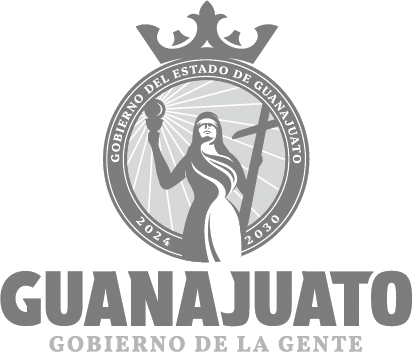 GOBIERNO DEL ESTADO DE GUANAJUATO
2024 2030
GUANAJUATO
GOBIERNO DE LA GENTE